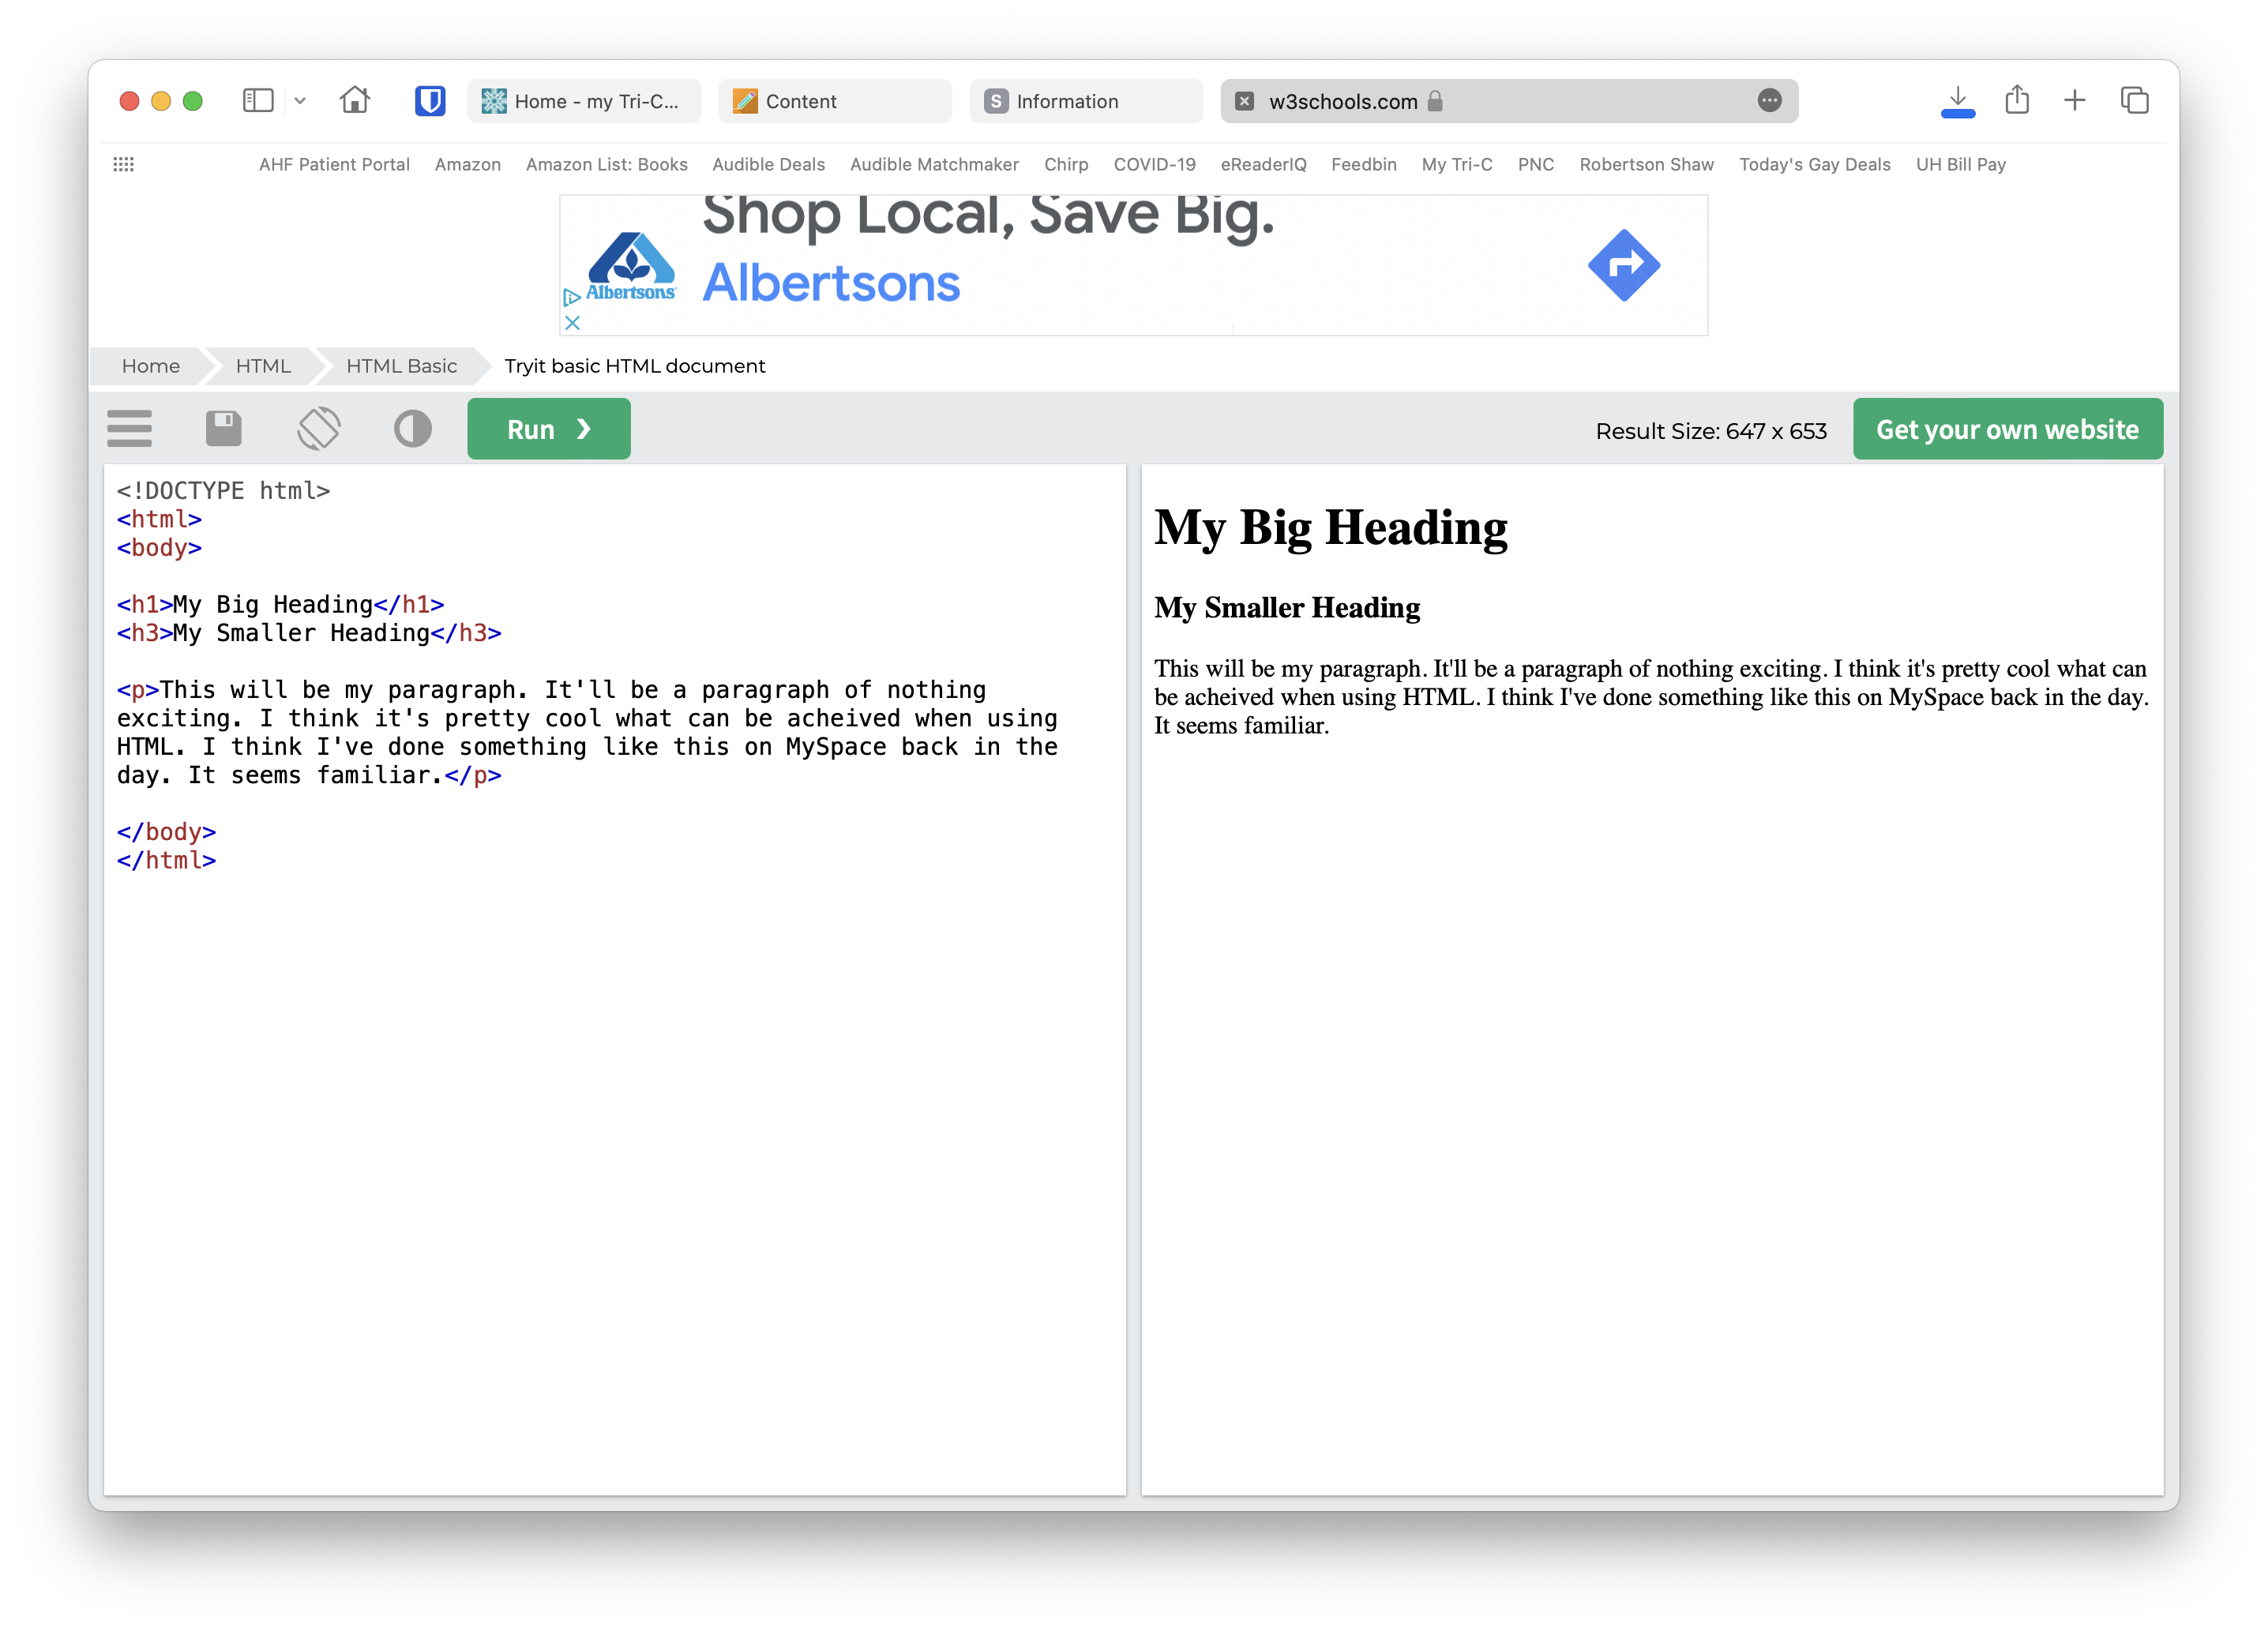 Home - my Tri-C...
Content
S Information
w3schools.com
AHF Patient Portal Amazon Amazon List: Books Audible Deals Audible Matchmaker Chirp COVID-19 eReaderIQ Feedbin My Tri-C PNC Robertson Shaw Today's Gay Deals UH Bill Pay
Shop Local, Save Big.
Albertsons
Albertsons
Home HTML HTML Basic Tryit basic HTML document
Run ❯
Result Size: 647 x 653
Get your own website
<!DOCTYPE html>
<html>
<body>
<h1>My Big Heading</h1>
<h3>My Smaller Heading</h3>
<p>This will be my paragraph. It'll be a paragraph of nothing
exciting. I think it's pretty cool what can be acheived when using
HTML. I think I've done something like this on MySpace back in the
day. It seems familiar.</p>
</body>
</html>
My Big Heading
My Smaller Heading
This will be my paragraph. It'll be a paragraph of nothing exciting. I think it's pretty cool what can
be acheived when using HTML. I think I've done something like this on MySpace back in the day.
It seems familiar.